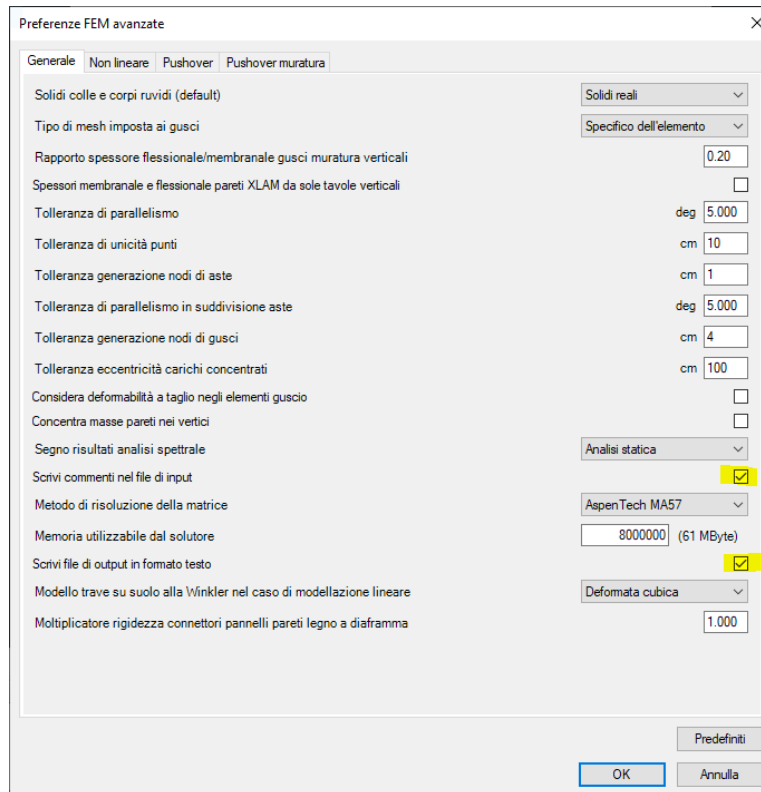 Preferenze FEM avanzate
Generale Non lineare Pushover Pushover muratura
Solidi colle e corpi ruvidi (default) Solidi reali
Tipo di mesh imposta ai gusci Specifico dell'elemento
Rapporto spessore flessionale/membranale gusci muratura verticali 0.20
Spessori membranale e flessionale pareti XLAM da sole tavole verticali
Tolleranza di parallelismo deg 5.000
Tolleranza di unicità punti cm 10
Tolleranza generazione nodi di aste cm 1
Tolleranza di parallelismo in suddivisione aste deg 5.000
Tolleranza generazione nodi di gusci cm 4
Tolleranza eccentricità carichi concentrati cm 100
Considera deformabilità a taglio negli elementi guscio
Concentra masse pareti nei vertici
Segno risultati analisi spettrale Analisi statica
Scrivi commenti nel file di input
Metodo di risoluzione della matrice AspenTech MA57
Memoria utilizzabile dal solutore 8000000 (61 MByte)
Scrivi file di output in formato testo
Modello trave su suolo alla Winkler nel caso di modellazione lineare Deformata cubica
Moltiplicatore rigidezza connettori pannelli pareti legno a diaframma 1.000
Predefiniti
OK Annulla